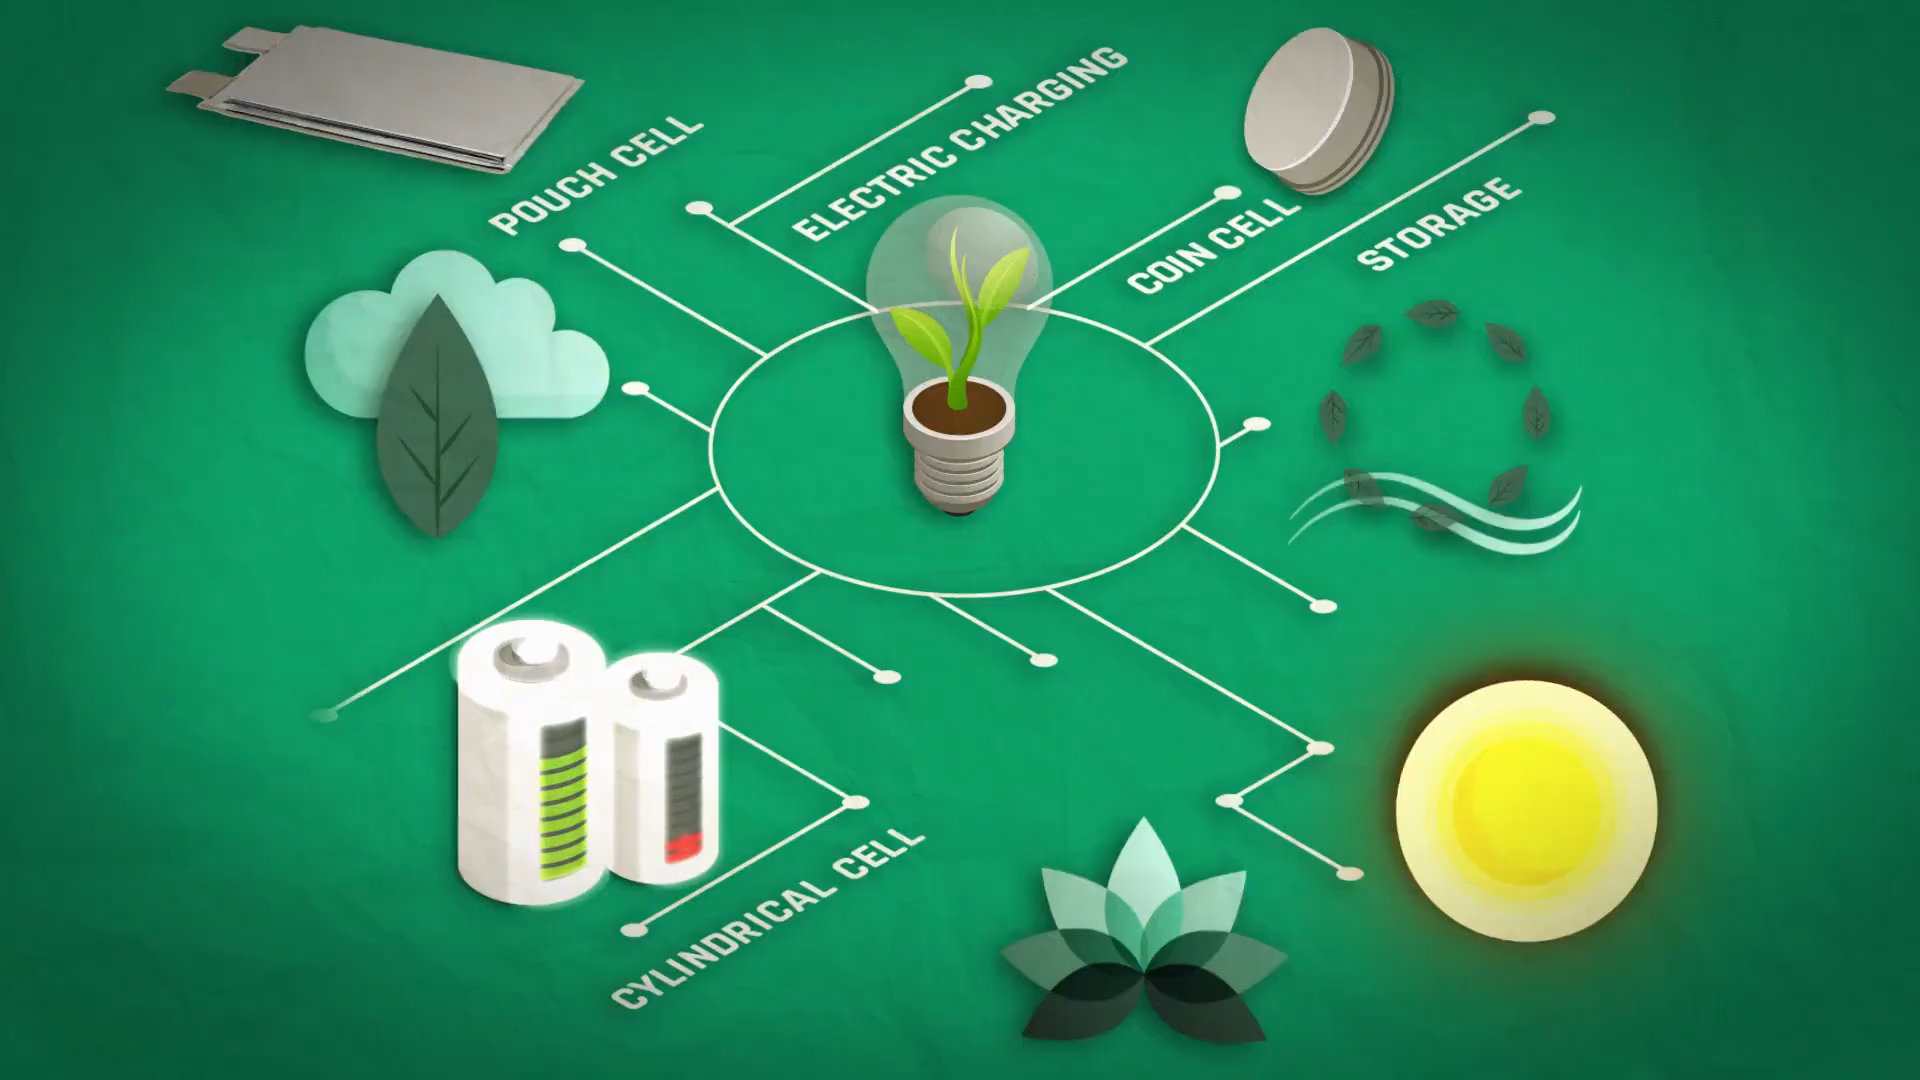 POUCH CELL
ELECTRIC CHARGING
COIN CELL
STORAGE
CYLINDRICAL CELL